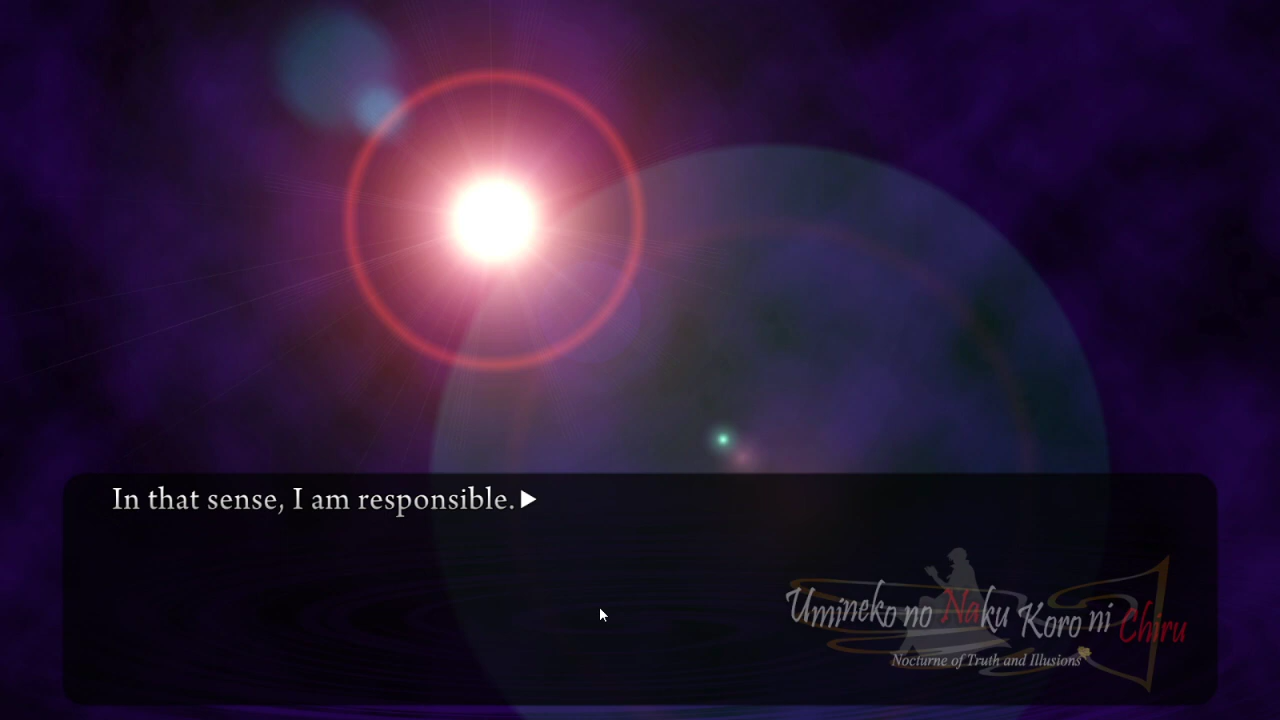 In that sense, I am responsible.
Umineko no Naku Koro ni Chiru
Nocturne of Truth and Illusions